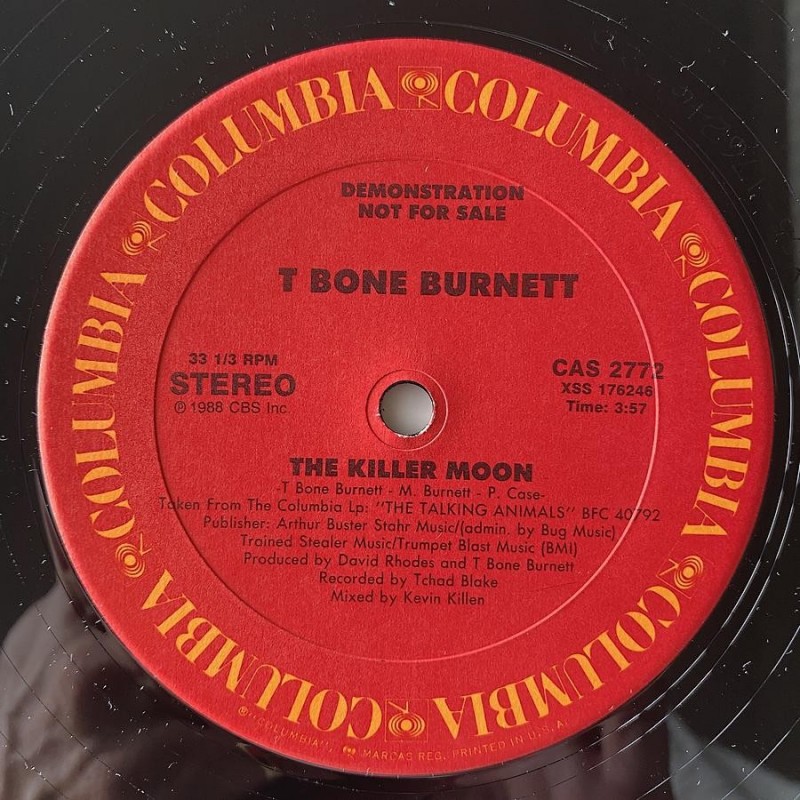 COLUMBIA COLUMBIA COLUMBIA COLUMBIA COLUMBIA COLUMBIA COLUMBIA
DEMONSTRATION
NOT FOR SALE
T BONE BURNETT
33 1/3 RPM
STEREO
℗ 1988 CBS Inc.
CAS 2772
XSS 176246
Time: 3:57
THE KILLER MOON
-T Bone Burnett - M. Burnett - P. Case-
Taken From The Columbia Lp: "THE TALKING ANIMALS" BFC 40792
Publisher: Arthur Buster Stahr Music/(admin. by Bug Music)
Trained Stealer Music/Trumpet Blast Music (BMI)
Produced by David Rhodes and T Bone Burnett
Recorded by Tchad Blake
Mixed by Kevin Killen
® "COLUMBIA", MARCAS REG. PRINTED IN U.S.A.